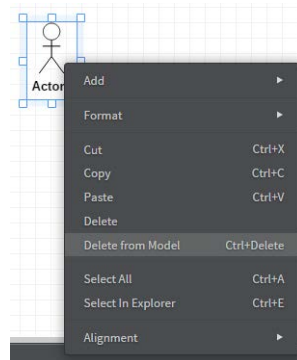 Actor
Add
Format
Cut Ctrl+X
Copy Ctrl+C
Paste Ctrl+V
Delete
Delete from Model Ctrl+Delete
Select All Ctrl+A
Select In Explorer Ctrl+E
Alignment